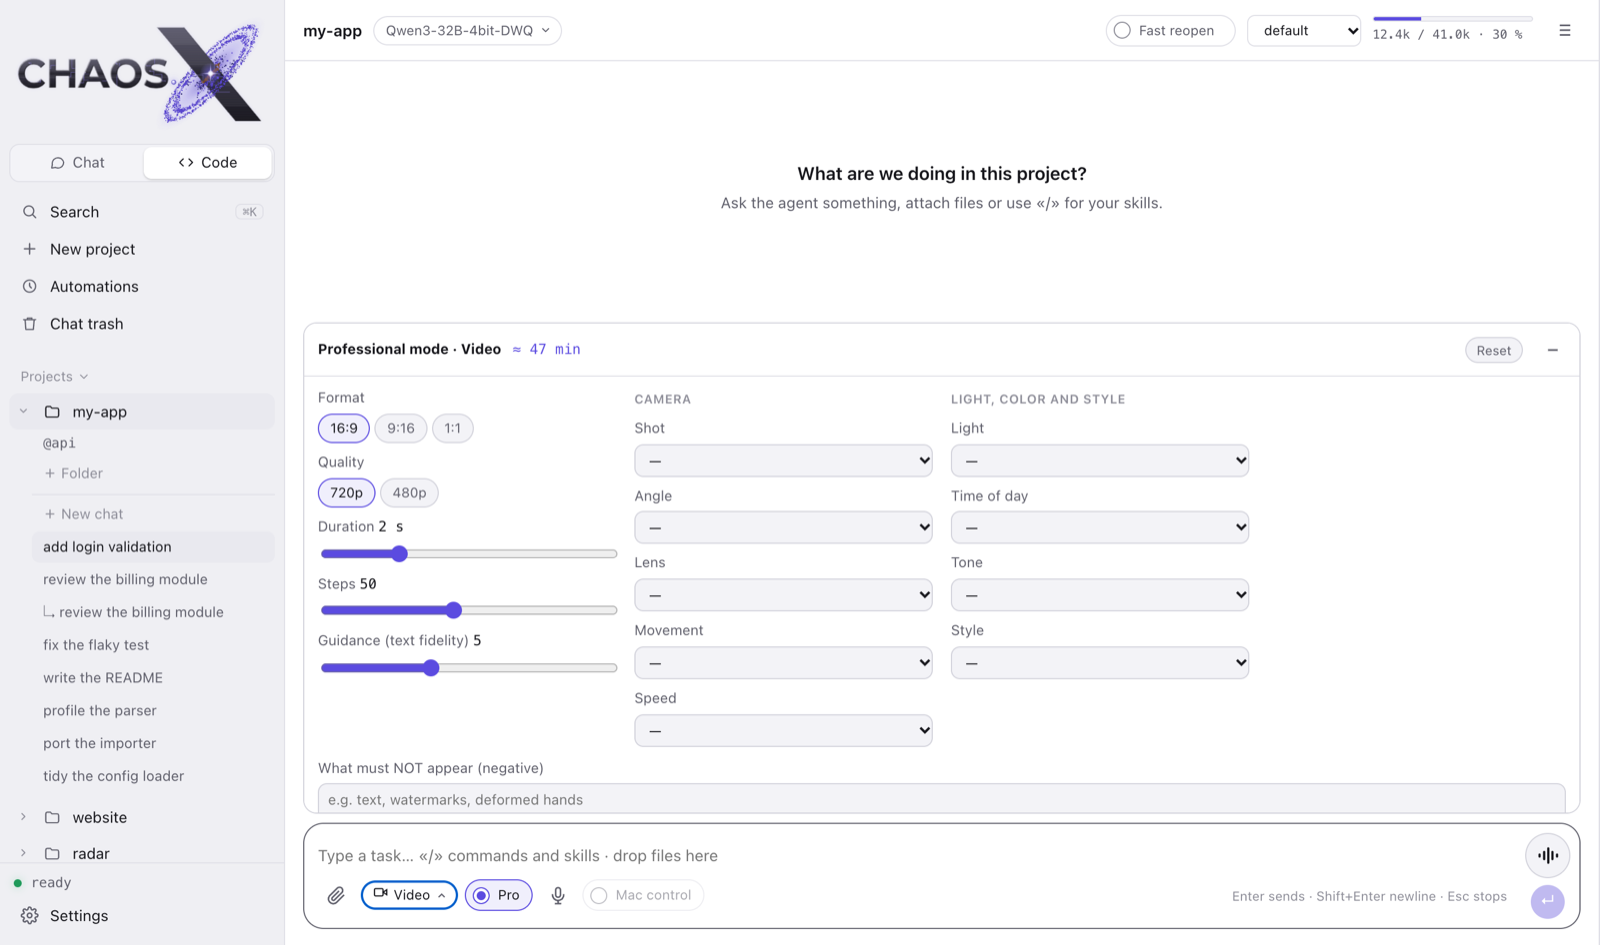 CHAOS X
Chat
Code
Search
⌘K
New project
Automations
Chat trash
Projects
my-app
@api
+ Folder
+ New chat
add login validation
review the billing module
review the billing module
fix the flaky test
write the README
profile the parser
port the importer
tidy the config loader
website
radar
ready
Settings
my-app
Qwen3-32B-4bit-DWQ
Fast reopen
default
12.4k / 41.0k · 30 %
What are we doing in this project?
Ask the agent something, attach files or use «/» for your skills.
Professional mode · Video ≈ 47 min
Reset
Format
16:9 9:16 1:1
Quality
720p 480p
Duration 2 s
Steps 50
Guidance (text fidelity) 5
CAMERA
Shot
—
Angle
—
Lens
—
Movement
—
Speed
—
LIGHT, COLOR AND STYLE
Light
—
Time of day
—
Tone
—
Style
—
What must NOT appear (negative)
e.g. text, watermarks, deformed hands
Type a task... «/» commands and skills · drop files here
Video
Pro
Mac control
Enter sends · Shift+Enter newline · Esc stops